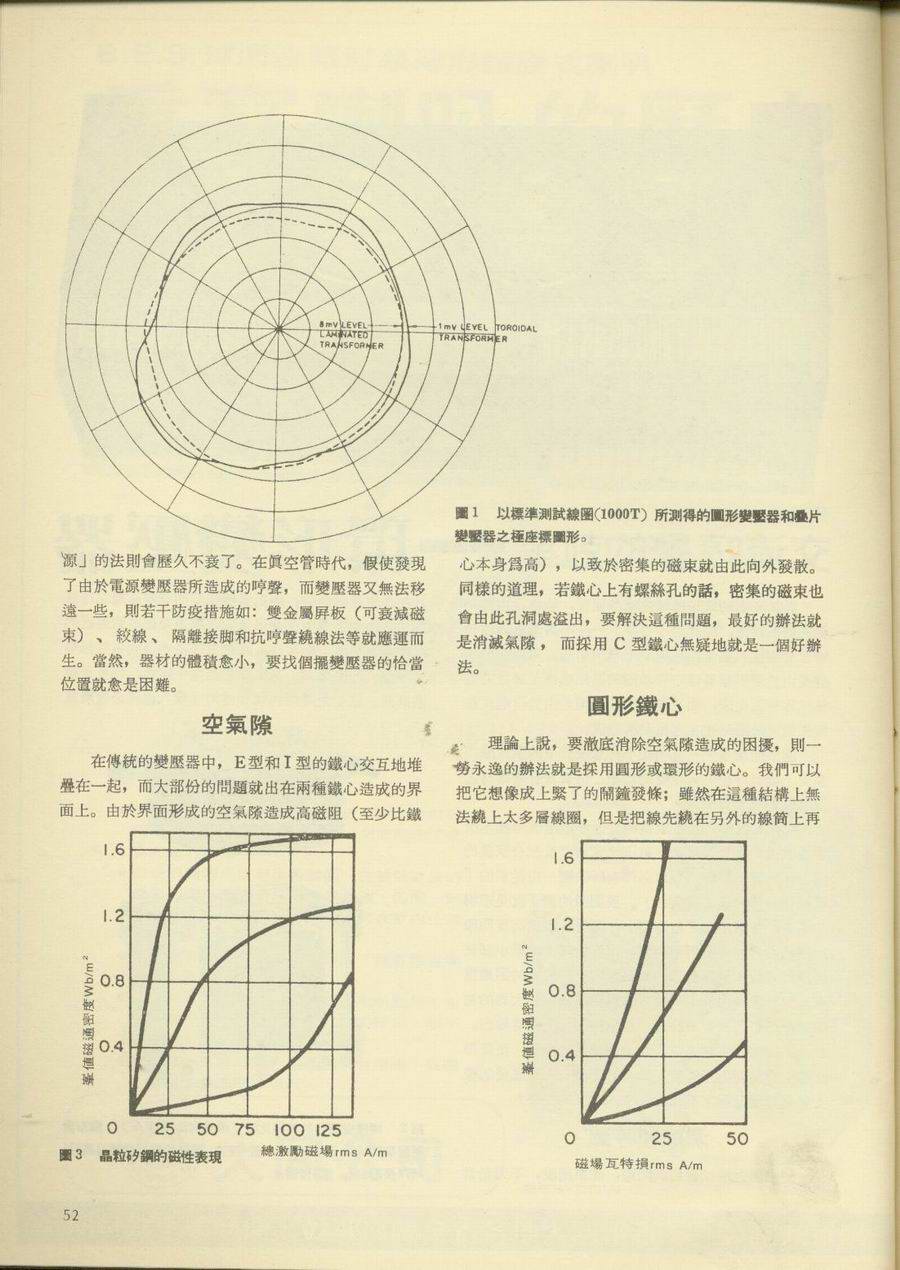 8mV LEVEL
LAMINATED
TRANSFORMER
1mV LEVEL TOROIDAL
TRANSFORMER
圖1 以標準測試線圈(1000T) 所測得的圓形變壓器和疊片
變壓器之極座標圖形。
源」的法則會歷久不衰了。在眞空管時代，假使發現
了由於電源變壓器所造成的哼聲，而變壓器又無法移
遠一些，則若干防疫措施如：雙金屬屏板（可衰減磁
束）、絞線、隔離接脚和抗哼聲繞線法等就應運而
生。當然，器材的體積愈小，要找個擺變壓器的恰當
位置就愈是困難。
空氣隙
在傳統的變壓器中，E型和I型的鐵心交互地堆
疊在一起，而大部份的問題就出在兩種鐵心造成的界
面上。由於界面形成的空氣隙造成高磁阻（至少比鐵
心本身爲高），以致於密集的磁束就由此向外發散。
同樣的道理，若鐵心上有螺絲孔的話，密集的磁束也
會由此孔洞處溢出，要解決這種問題，最好的辦法就
是消滅氣隙，而採用 C 型鐵心無疑地就是一個好辦
法。
圓形鐵心
理論上說，要澈底消除空氣隙造成的困擾，則一
勞永逸的辦法就是採用圓形或環形的鐵心。我們可以
把它想像成上緊了的鬧鐘發條；雖然在這種結構上無
法繞上太多層線圈，但是把線先繞在另外的線筒上再
1.6
1.2
0.8
0.4
峯值磁通密度Wb/m²
0 25 50 75 100 125
總激勵磁場rms A/m
圖3 晶粒矽鋼的磁性表現
1.6
1.2
0.8
0.4
峯值磁通密度Wb/m²
0 25 50
磁場瓦特損rms A/m
52